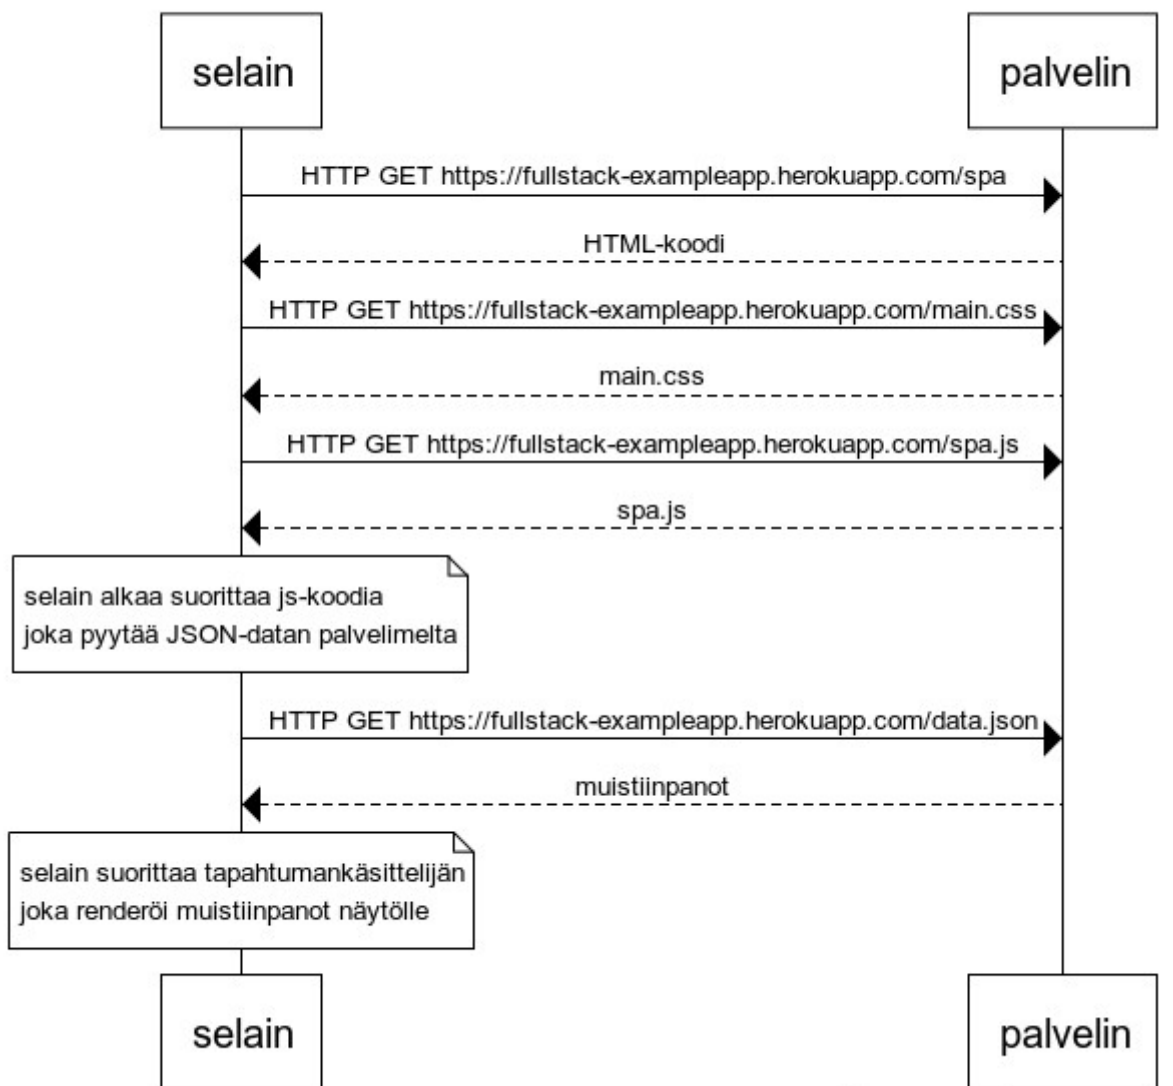 selain
palvelin
HTTP GET https://fullstack-exampleapp.herokuapp.com/spa
HTML-koodi
HTTP GET https://fullstack-exampleapp.herokuapp.com/main.css
main.css
HTTP GET https://fullstack-exampleapp.herokuapp.com/spa.js
spa.js
selain alkaa suorittaa js-koodia
joka pyytää JSON-datan palvelimelta
HTTP GET https://fullstack-exampleapp.herokuapp.com/data.json
muistiinpanot
selain suorittaa tapahtumankäsittelijän
joka renderöi muistiinpanot näytölle
selain
palvelin